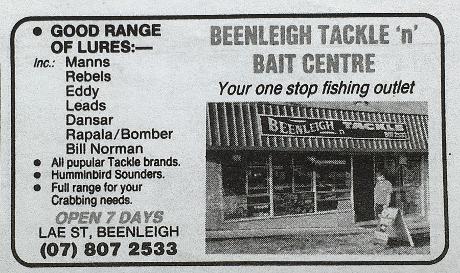 ● GOOD RANGE
OF LURES:—
Inc.: Manns
Rebels
Eddy
Leads
Dansar
Rapala/Bomber
Bill Norman
● All pupular Tackle brands.
● Humminbird Sounders.
● Full range for your
Crabbing needs.
OPEN 7 DAYS
LAE ST, BEENLEIGH
(07) 807 2533
BEENLEIGH TACKLE 'n'
BAIT CENTRE
Your one stop fishing outlet
BEENLEIGH TACKLE